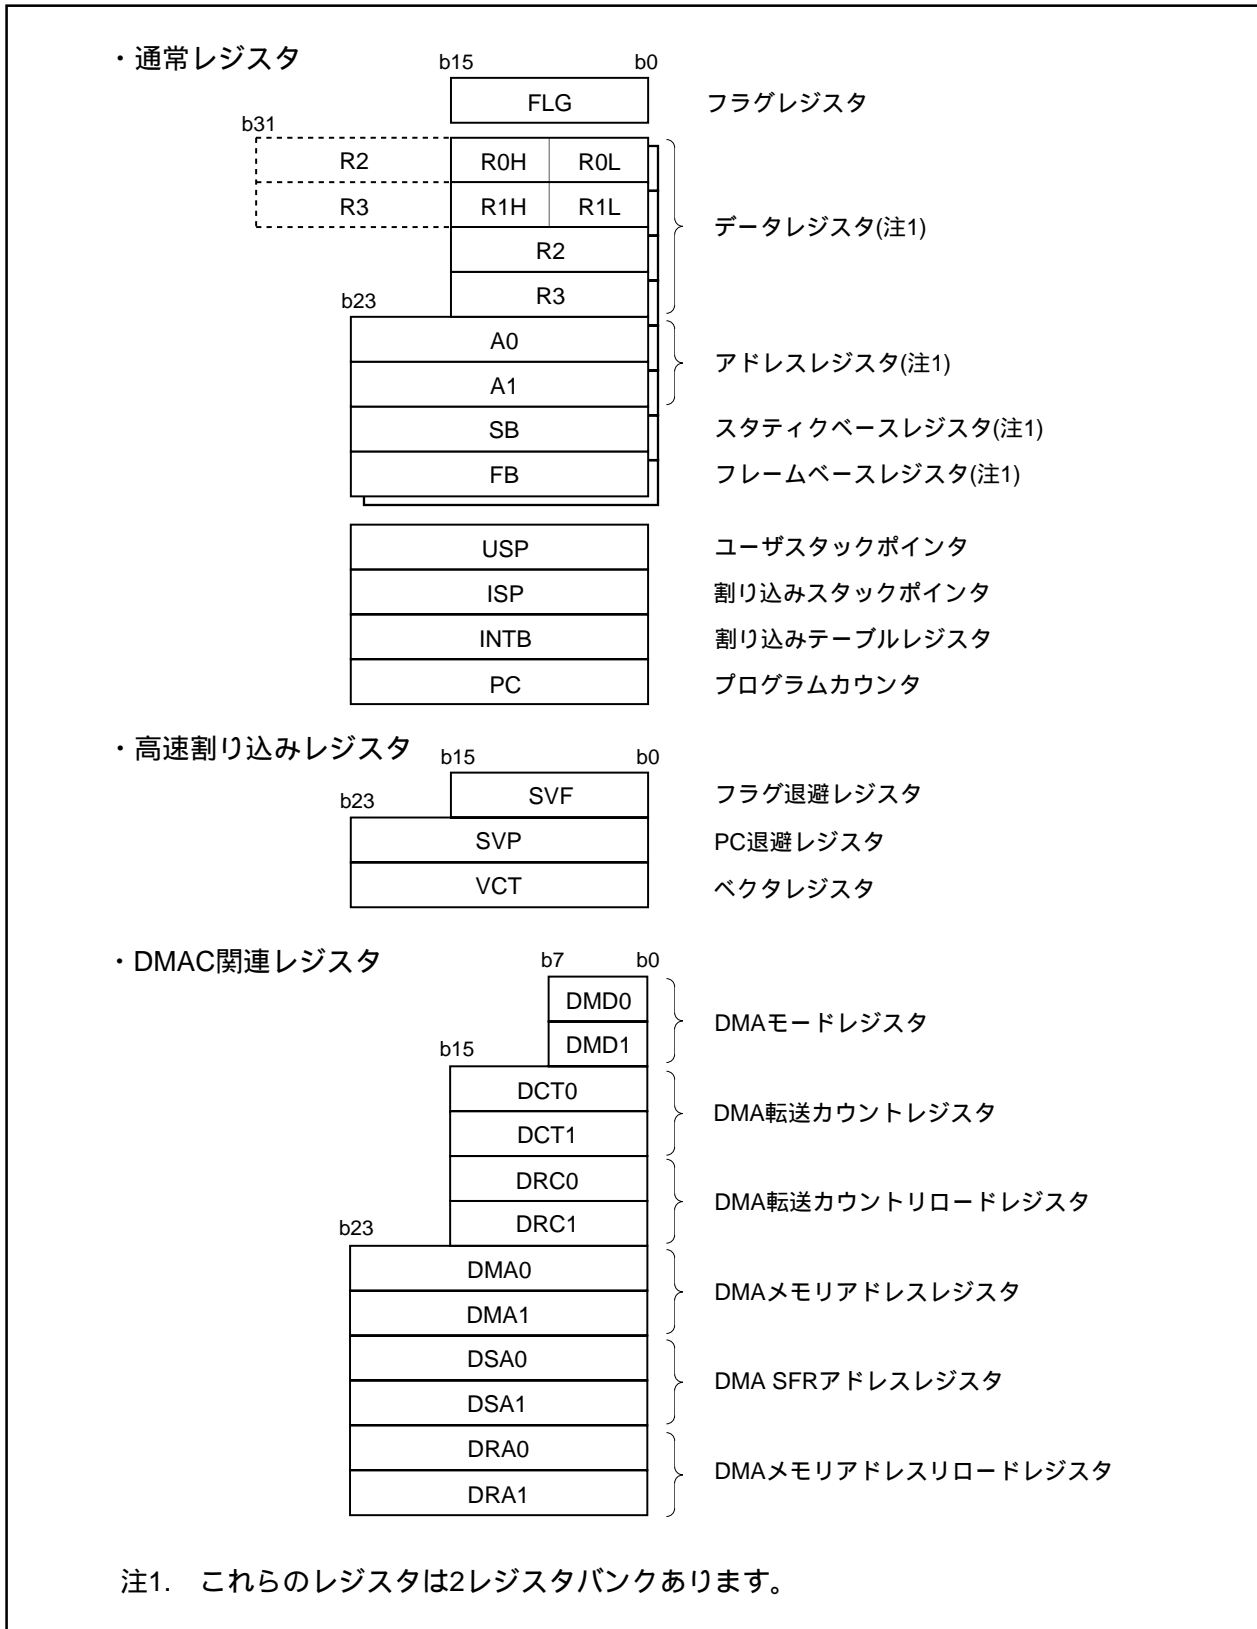 ・通常レジスタ
b15 b0
FLG フラグレジスタ
b31
R2 R0H R0L
R3 R1H R1L
データレジスタ(注1)
R2
R3
b23
A0
アドレスレジスタ(注1)
A1
SB スタティクベースレジスタ(注1)
FB フレームベースレジスタ(注1)
USP ユーザスタックポインタ
ISP 割り込みスタックポインタ
INTB 割り込みテーブルレジスタ
PC プログラムカウンタ
・高速割り込みレジスタ
b15 b0
SVF フラグ退避レジスタ
b23
SVP PC退避レジスタ
VCT ベクタレジスタ
・DMAC関連レジスタ
b7 b0
DMD0
DMAモードレジスタ
DMD1
b15
DCT0
DMA転送カウントレジスタ
DCT1
DRC0
DMA転送カウントリロードレジスタ
DRC1
b23
DMA0
DMAメモリアドレスレジスタ
DMA1
DSA0
DMA SFRアドレスレジスタ
DSA1
DRA0
DMAメモリアドレスリロードレジスタ
DRA1
注1. これらのレジスタは2レジスタバンクあります。